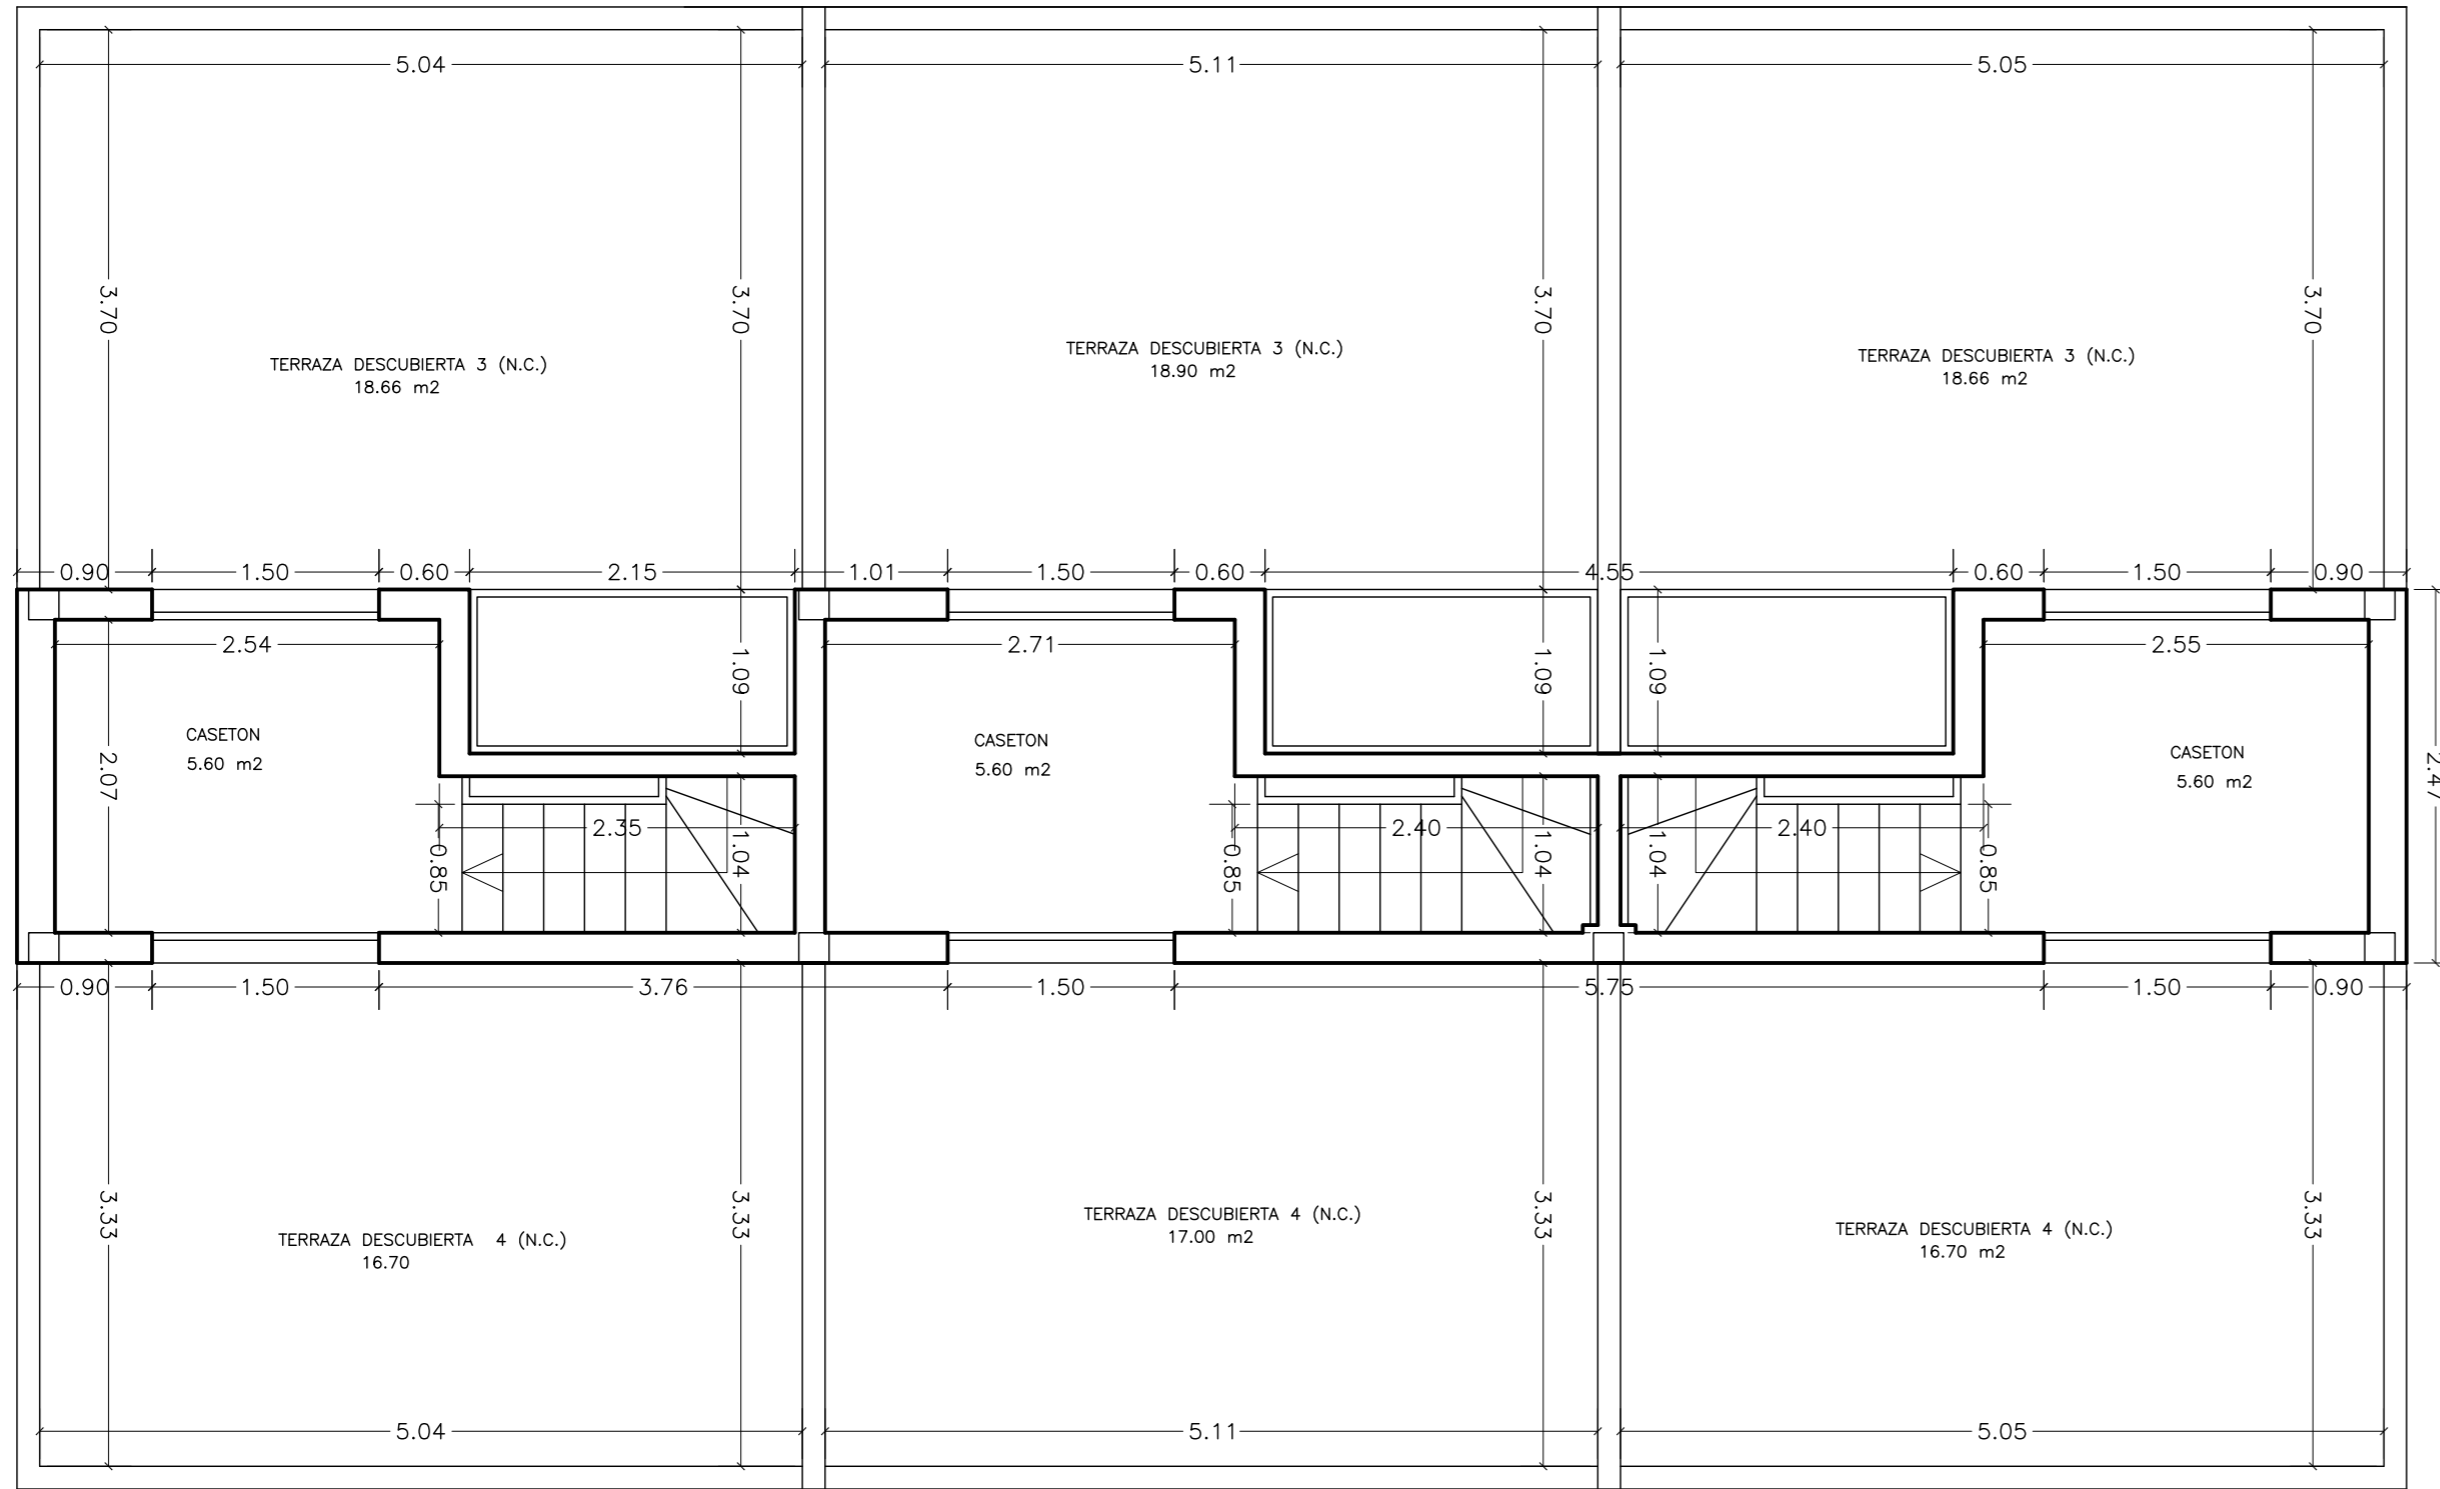 5.04
5.11
5.05
3.70
3.70
3.70
3.70
TERRAZA DESCUBIERTA 3 (N.C.)
18.66 m2
TERRAZA DESCUBIERTA 3 (N.C.)
18.90 m2
TERRAZA DESCUBIERTA 3 (N.C.)
18.66 m2
0.90
1.50
0.60
2.15
1.01
1.50
0.60
4.55
0.60
1.50
0.90
2.54
2.71
2.55
1.09
1.09
1.09
CASETON
5.60 m2
CASETON
5.60 m2
CASETON
5.60 m2
2.07
2.47
2.35
2.40
2.40
0.85
1.04
0.85
1.04
1.04
0.85
0.90
1.50
3.76
1.50
5.75
1.50
0.90
3.33
3.33
3.33
3.33
TERRAZA DESCUBIERTA 4 (N.C.)
16.70
TERRAZA DESCUBIERTA 4 (N.C.)
17.00 m2
TERRAZA DESCUBIERTA 4 (N.C.)
16.70 m2
5.04
5.11
5.05